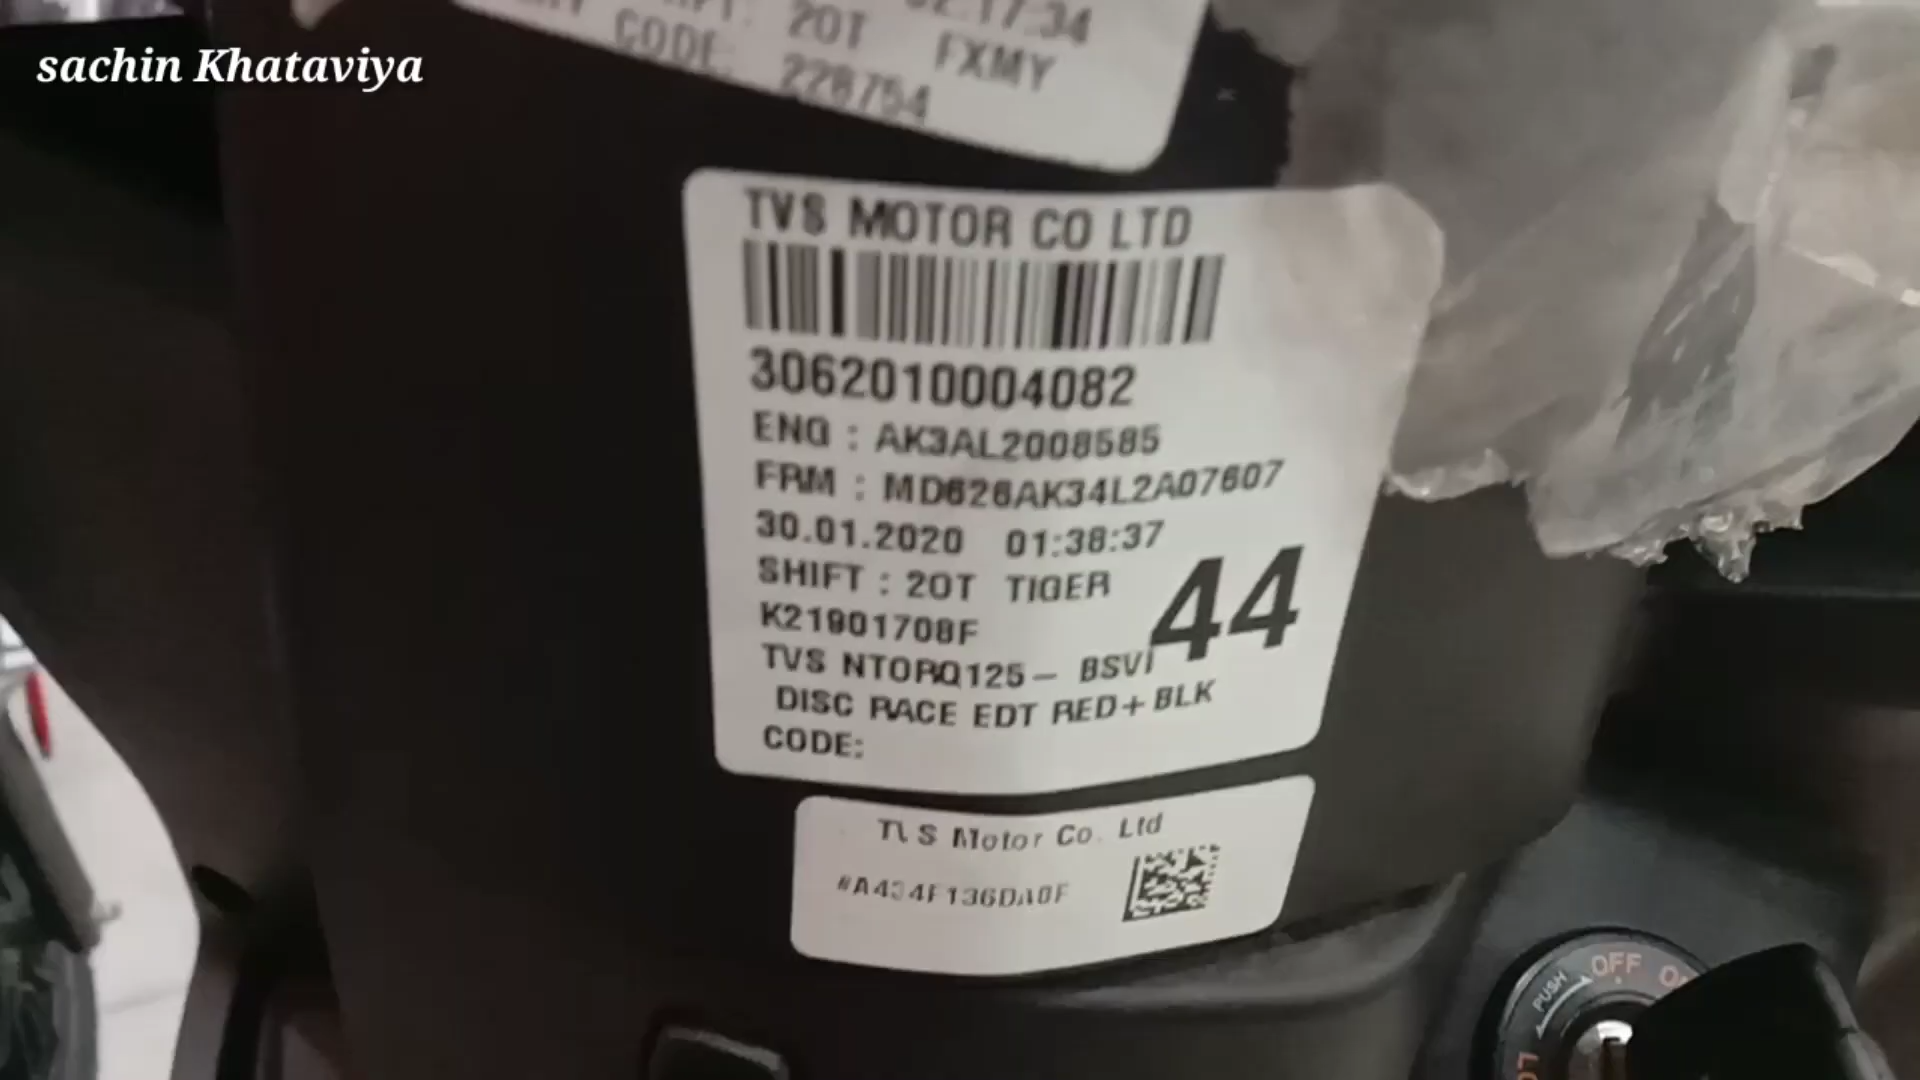 sachin Khataviya
20T FXMY
CODE: 228754
TVS MOTOR CO LTD
3062010004082
ENG : AK3AL2008585
FRM : MD626AK34L2A07607
30.01.2020 01:38:37
SHIFT : 20T TIGER
44
K21901708F
TVS NTORQ125- BSVI
DISC RACE EDT RED+BLK
CODE:
TVS Motor Co. Ltd
PUSH
OFF